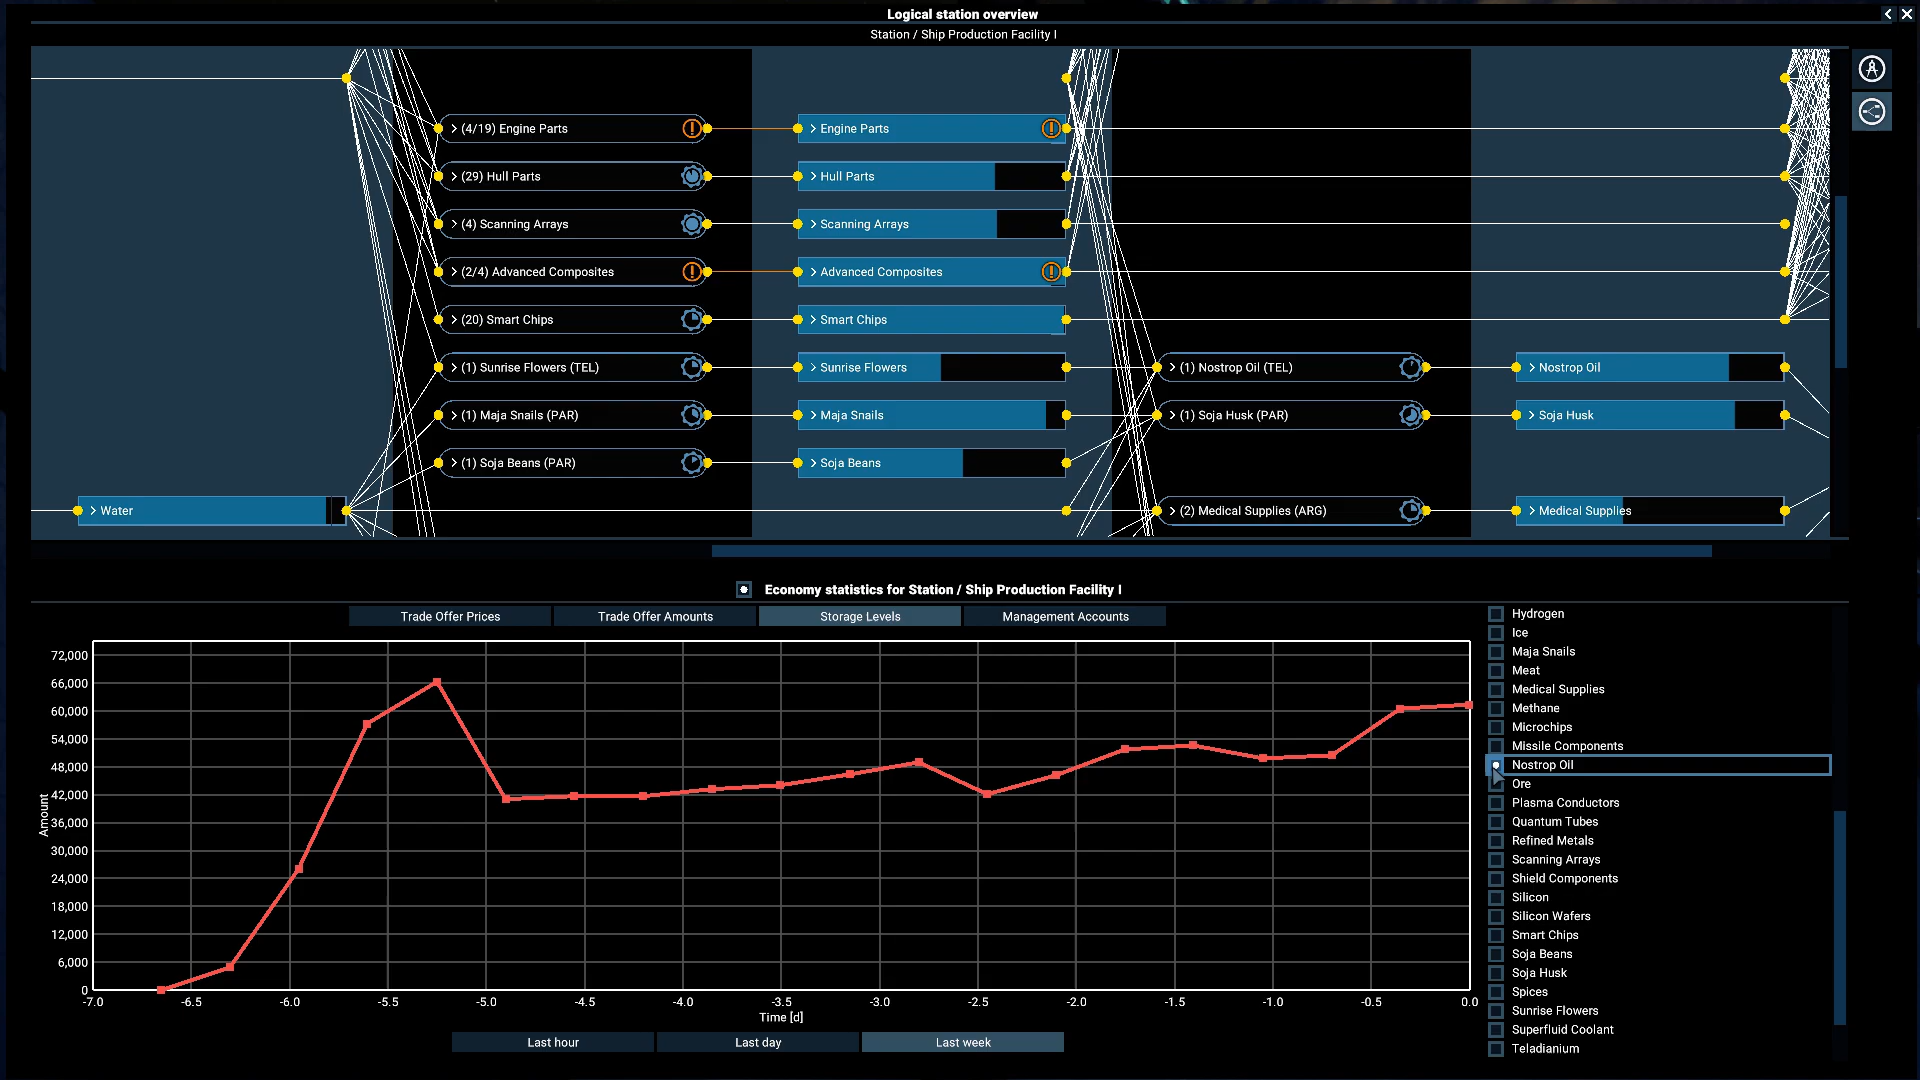 Logical station overview
Station / Ship Production Facility I
(4/19) Engine Parts
Engine Parts
(29) Hull Parts
Hull Parts
(4) Scanning Arrays
Scanning Arrays
(2/4) Advanced Composites
Advanced Composites
(20) Smart Chips
Smart Chips
(1) Sunrise Flowers (TEL)
Sunrise Flowers
(1) Nostrop Oil (TEL)
Nostrop Oil
(1) Maja Snails (PAR)
Maja Snails
(1) Soja Husk (PAR)
Soja Husk
(1) Soja Beans (PAR)
Soja Beans
Water
(2) Medical Supplies (ARG)
Medical Supplies
Economy statistics for Station / Ship Production Facility I
Trade Offer Prices
Trade Offer Amounts
Storage Levels
Management Accounts
72,000
66,000
60,000
54,000
48,000
42,000
36,000
30,000
24,000
18,000
12,000
6,000
0
Amount
-7.0 -6.5 -6.0 -5.5 -5.0 -4.5 -4.0 -3.5 -3.0 -2.5 -2.0 -1.5 -1.0 -0.5 0.0
Time [d]
Last hour
Last day
Last week
Hydrogen
Ice
Maja Snails
Meat
Medical Supplies
Methane
Microchips
Missile Components
Nostrop Oil
Ore
Plasma Conductors
Quantum Tubes
Refined Metals
Scanning Arrays
Shield Components
Silicon
Silicon Wafers
Smart Chips
Soja Beans
Soja Husk
Spices
Sunrise Flowers
Superfluid Coolant
Teladianium